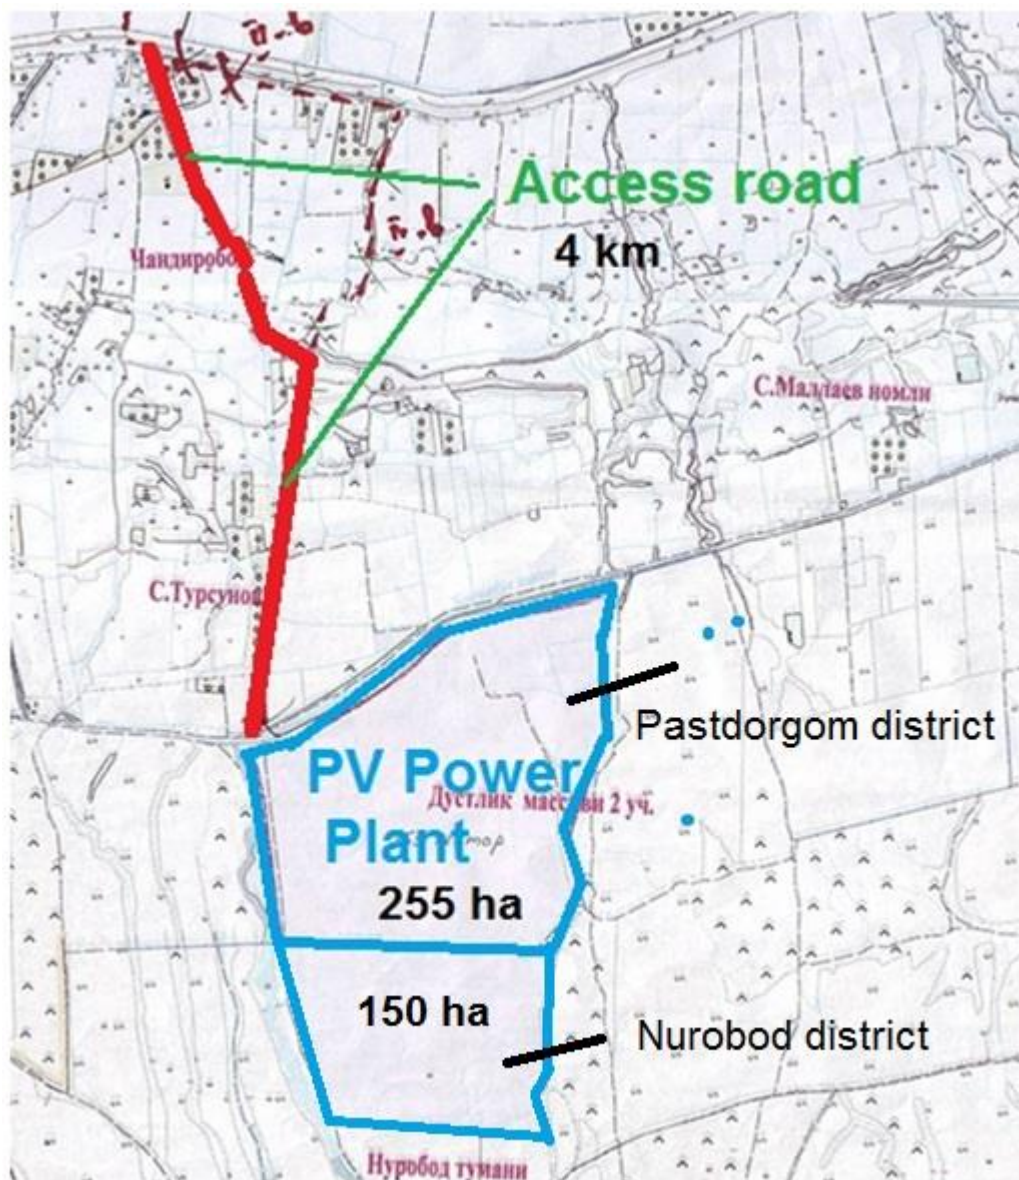 Access road
4 km
Чандиробо
С.Маллаев номли
С.Турсунов
Pastdorgom district
PV Power
Plant
Дустлик массиви 2 уч.
255 ha
150 ha
Nurobod district
Нуробод тумани